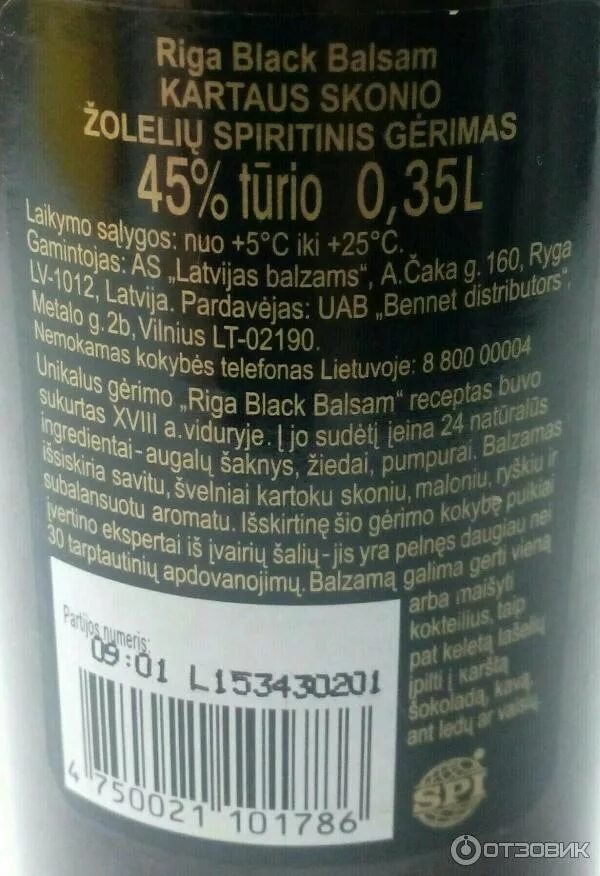 Riga Black Balsam
KARTAUS SKONIO
ŽOLELIŲ SPIRITINIS GĖRIMAS
45% tūrio 0,35L
Laikymo sąlygos: nuo +5°C iki +25°C.
Gamintojas: AS „Latvijas balzams“, A.Čaka g. 160, Ryga
LV-1012, Latvija. Pardavėjas: UAB „Bennet distributors“,
Metalo g.2b, Vilnius LT-02190.
Nemokamas kokybės telefonas Lietuvoje: 8 800 00004
Unikalus gėrimo „Riga Black Balsam“ receptas buvo
sukurtas XVIII a.viduryje. Į jo sudėtį įeina 24 natūralūs
ingredientai-augalų šaknys, žiedai, pumpurai. Balzamas
išsiskiria savitu, švelniai kartoku skoniu, maloniu, ryškiu ir
subalansuotu aromatu. Išskirtinę šio gėrimo kokybę puikiai
įvertino ekspertai iš įvairių šalių-jis yra pelnęs daugiau nei
30 tarptautinių apdovanojimų. Balzamą galima gerti vieną
arba maišyti
kokteilius, taip
pat keletą lašelių
įpilti į karštą
šokoladą, kavą,
ant ledų ar vaisių.
Partijos numeris:
09:01 L153430201
4 750021 101786
SPI
ОТЗОВИК